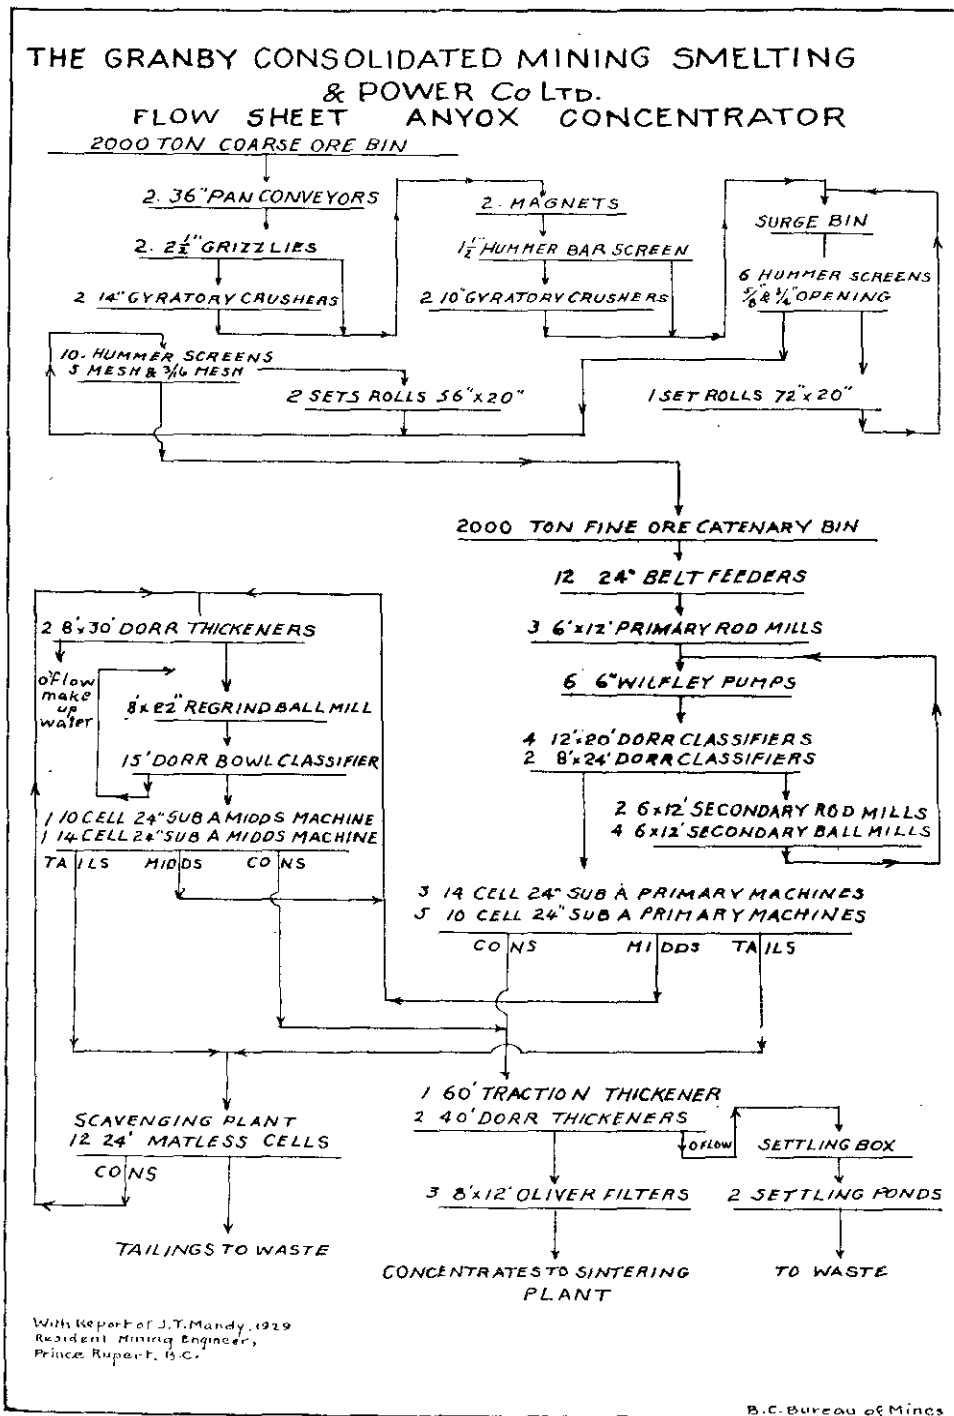 THE GRANBY CONSOLIDATED MINING SMELTING
& POWER CO LTD.
FLOW SHEET ANYOX CONCENTRATOR
2000 TON COARSE ORE BIN
2. 36" PAN CONVEYORS
2. 2½" GRIZZLIES
2 14" GYRATORY CRUSHERS
2. MAGNETS
1½" HUMMER BAR SCREEN
2 10" GYRATORY CRUSHERS
SURGE BIN
6 HUMMER SCREENS
5/8" & 3/4" OPENING
10. HUMMER SCREENS
5 MESH & 3/16 MESH
2 SETS ROLLS 56" x 20"
1 SET ROLLS 72" x 20"
2000 TON FINE ORE CATENARY BIN
12 24" BELT FEEDERS
3 6'x12' PRIMARY ROD MILLS
6 6" WILFLEY PUMPS
4 12'x20' DORR CLASSIFIERS
2 8'x24' DORR CLASSIFIERS
2 6x12' SECONDARY ROD MILLS
4 6x12' SECONDARY BALL MILLS
2 8'x30' DORR THICKENERS
o'flow
make
up
water
8'x22" REGRIND BALL MILL
15' DORR BOWL CLASSIFIER
1 10 CELL 24" SUB A MIDDS MACHINE
1 14 CELL 24" SUB A MIDDS MACHINE
TAILS MIDDS CONS
3 14 CELL 24" SUB A PRIMARY MACHINES
5 10 CELL 24" SUB A PRIMARY MACHINES
CONS MIDDS TAILS
SCAVENGING PLANT
12 24' MATLESS CELLS
CONS
TAILINGS TO WASTE
1 60' TRACTION THICKENER
2 40' DORR THICKENERS
O FLOW
SETTLING BOX
3 8'x12' OLIVER FILTERS
2 SETTLING PONDS
CONCENTRATES TO SINTERING
PLANT
TO WASTE
With Report of J.T. Mandy, 1929
Resident Mining Engineer,
Prince Rupert, B.C.
B.C. Bureau of Mines